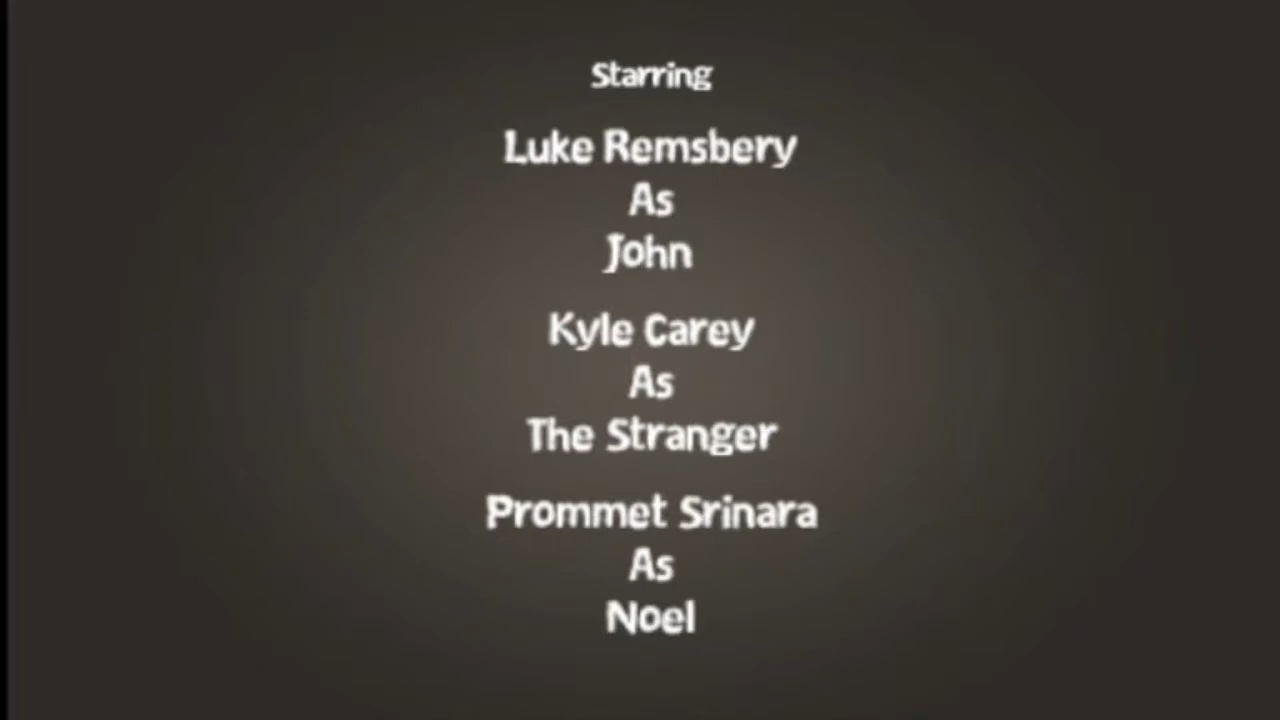 Starring
Luke Remsbery
As
John
Kyle Carey
As
The Stranger
Prommet Srinara
As
Noel